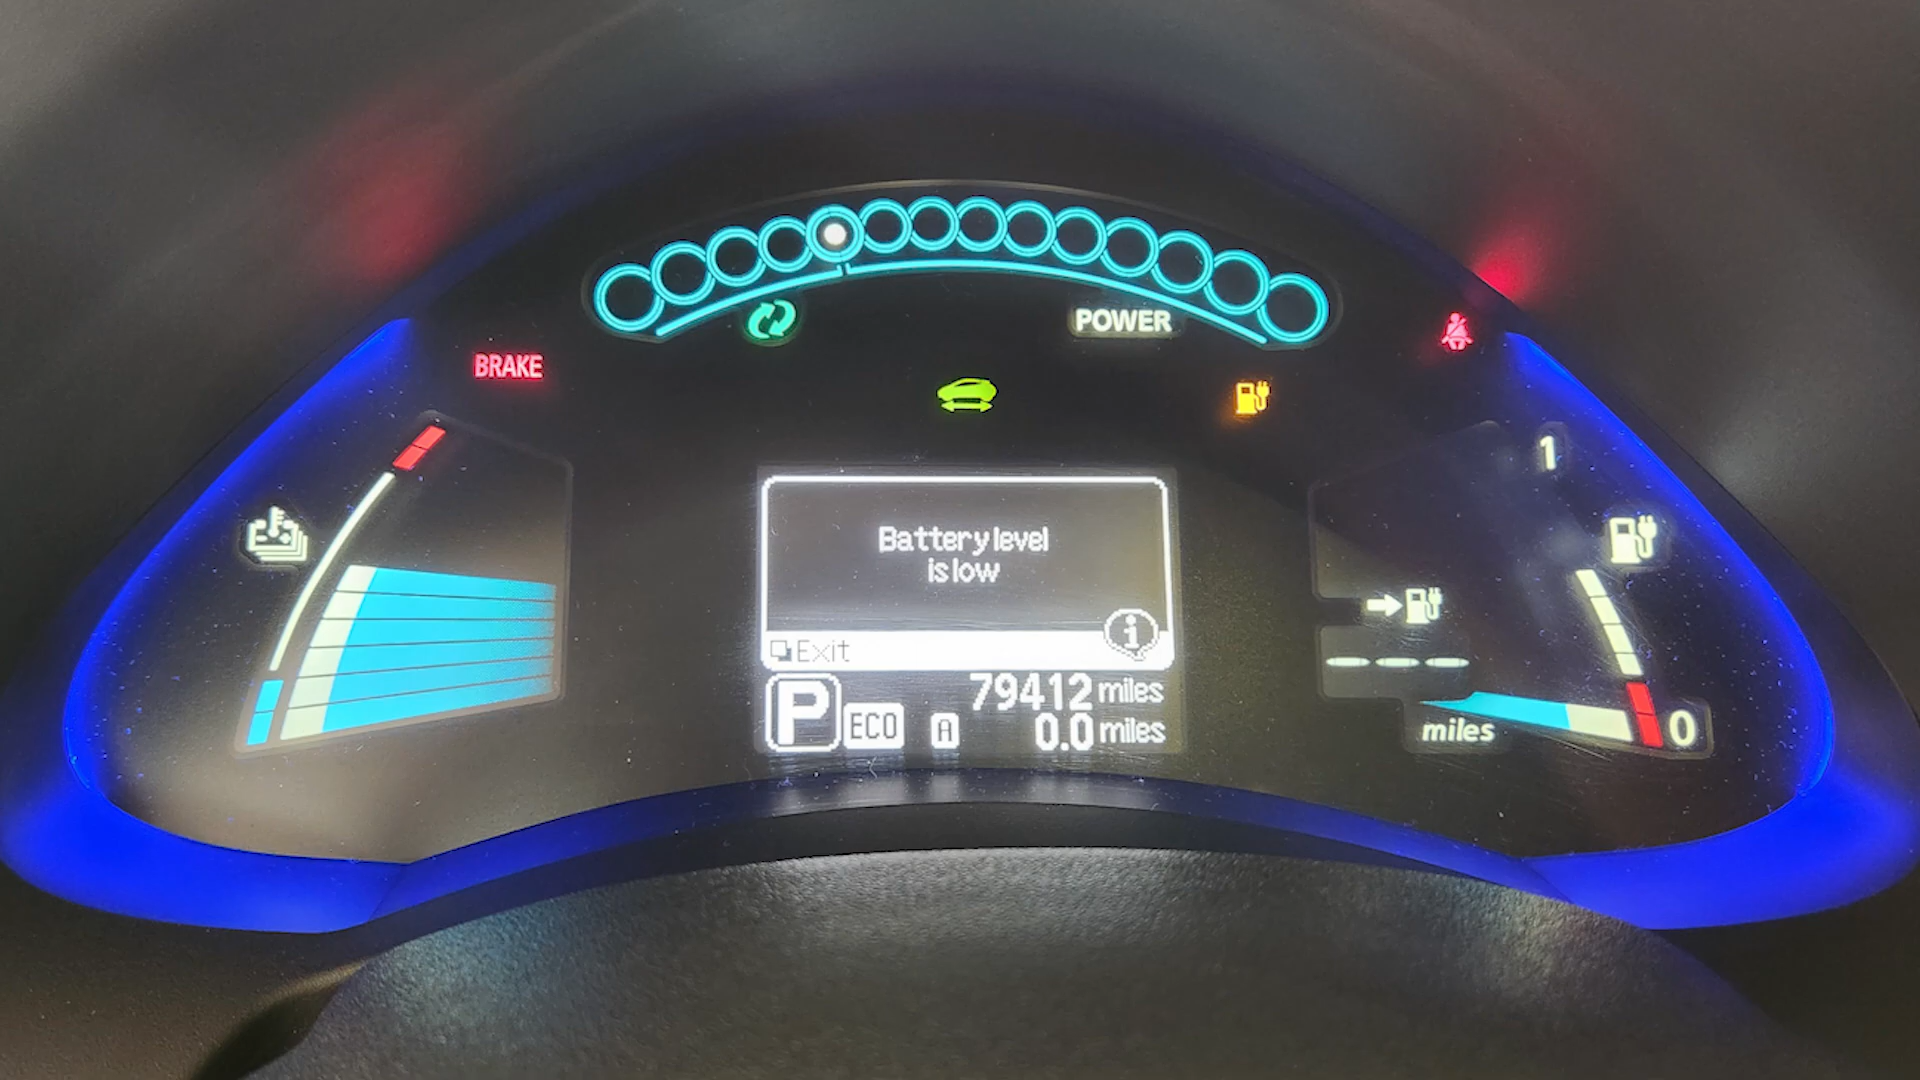 POWER
BRAKE
1
Battery level
is low
Exit
i
79412 miles
P ECO A 0.0 miles
---
miles
0